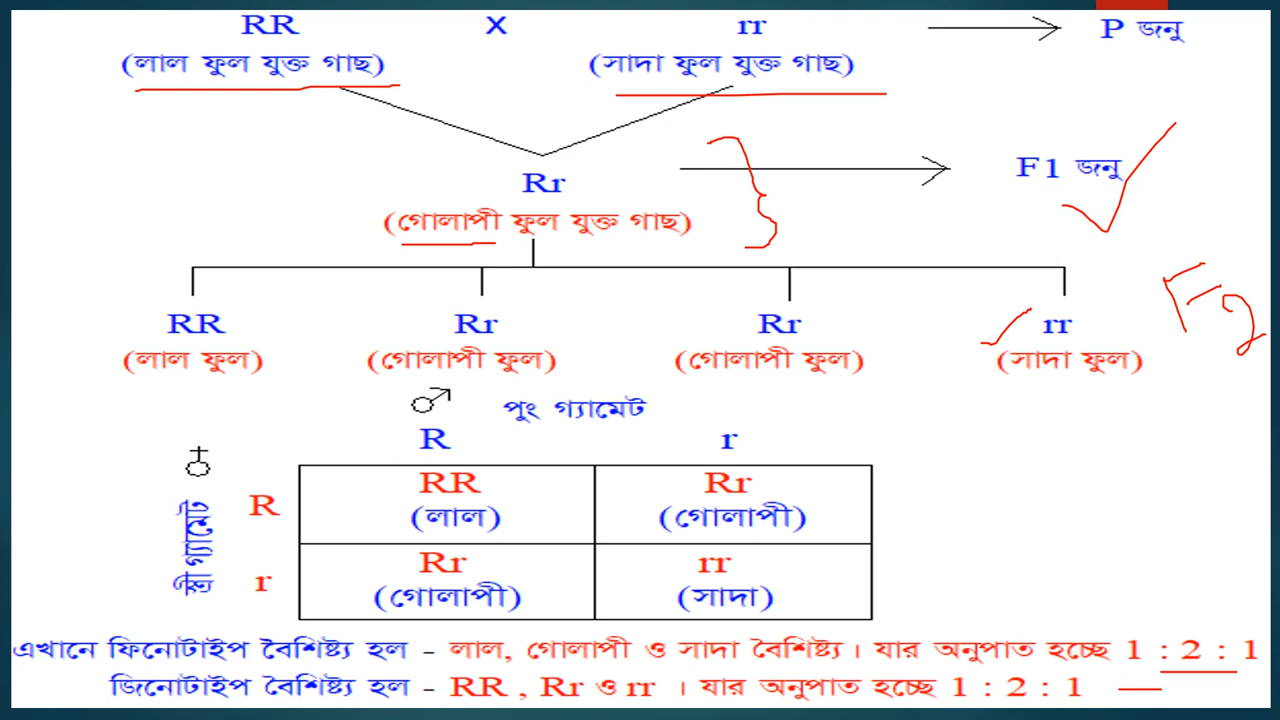 RR X rr P জনু
(লাল ফুল যুক্ত গাছ) (সাদা ফুল যুক্ত গাছ)
Rr F1 জনু
(গোলাপী ফুল যুক্ত গাছ)
F2
RR Rr Rr rr
(লাল ফুল) (গোলাপী ফুল) (গোলাপী ফুল) (সাদা ফুল)
♂ পুং গ্যামেট
R r
♀ স্ত্রী গ্যামেট
R RR Rr
(লাল) (গোলাপী)
r Rr rr
(গোলাপী) (সাদা)
এখানে ফিনোটাইপ বৈশিষ্ট্য হল - লাল, গোলাপী ও সাদা বৈশিষ্ট্য। যার অনুপাত হচ্ছে 1 : 2 : 1
জিনোটাইপ বৈশিষ্ট্য হল - RR , Rr ও rr । যার অনুপাত হচ্ছে 1 : 2 : 1